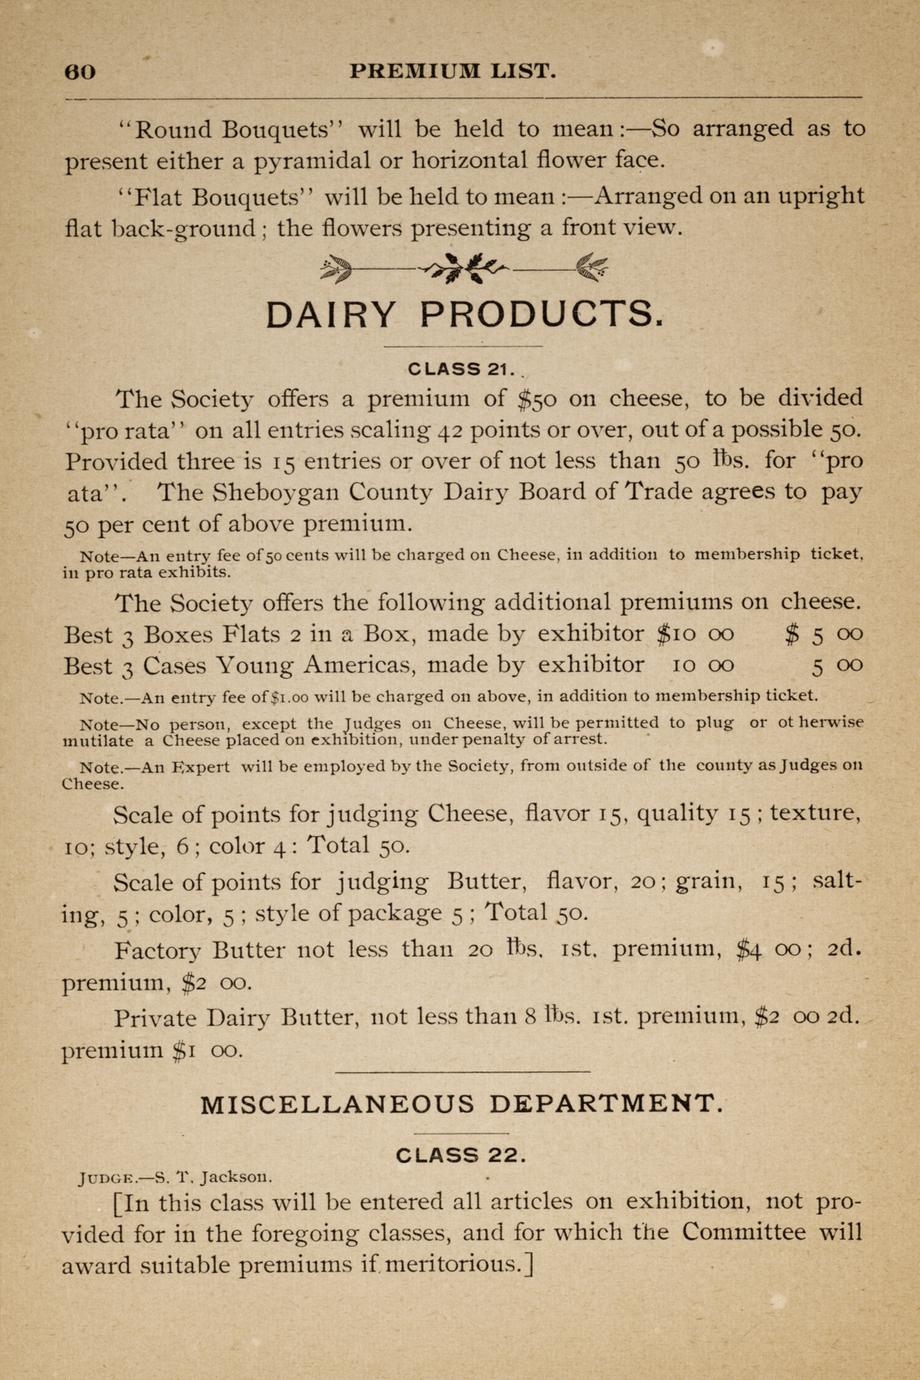 60 PREMIUM LIST.
“Round Bouquets” will be held to mean:—So arranged as to
present either a pyramidal or horizontal flower face.
“Flat Bouquets” will be held to mean :—Arranged on an upright
flat back-ground ; the flowers presenting a front view.
DAIRY PRODUCTS.
CLASS 21.
The Society offers a premium of $50 on cheese, to be divided
“pro rata” on all entries scaling 42 points or over, out of a possible 50.
Provided three is 15 entries or over of not less than 50 lbs. for “pro
ata”. The Sheboygan County Dairy Board of Trade agrees to pay
50 per cent of above premium.
Note—An entry fee of 50 cents will be charged on Cheese, in addition to membership ticket,
in pro rata exhibits.
The Society offers the following additional premiums on cheese.
Best 3 Boxes Flats 2 in a Box, made by exhibitor $10 00 $ 5 00
Best 3 Cases Young Americas, made by exhibitor 10 00 5 00
Note.—An entry fee of $1.00 will be charged on above, in addition to membership ticket.
Note—No person, except the Judges on Cheese, will be permitted to plug or ot herwise
mutilate a Cheese placed on exhibition, under penalty of arrest.
Note.—An Expert will be employed by the Society, from outside of the county as Judges on
Cheese.
Scale of points for judging Cheese, flavor 15, quality 15 ; texture,
10; style, 6 ; color 4 : Total 50.
Scale of points for judging Butter, flavor, 20 ; grain, 15 ; salt-
ing, 5 ; color, 5 ; style of package 5 ; Total 50.
Factory Butter not less than 20 lbs. 1st. premium, $4 00 ; 2d.
premium, $2 00.
Private Dairy Butter, not less than 8 lbs. 1st. premium, $2 00 2d.
premium $1 00.
MISCELLANEOUS DEPARTMENT.
CLASS 22.
JUDGE.—S. T. Jackson.
[In this class will be entered all articles on exhibition, not pro-
vided for in the foregoing classes, and for which the Committee will
award suitable premiums if meritorious.]